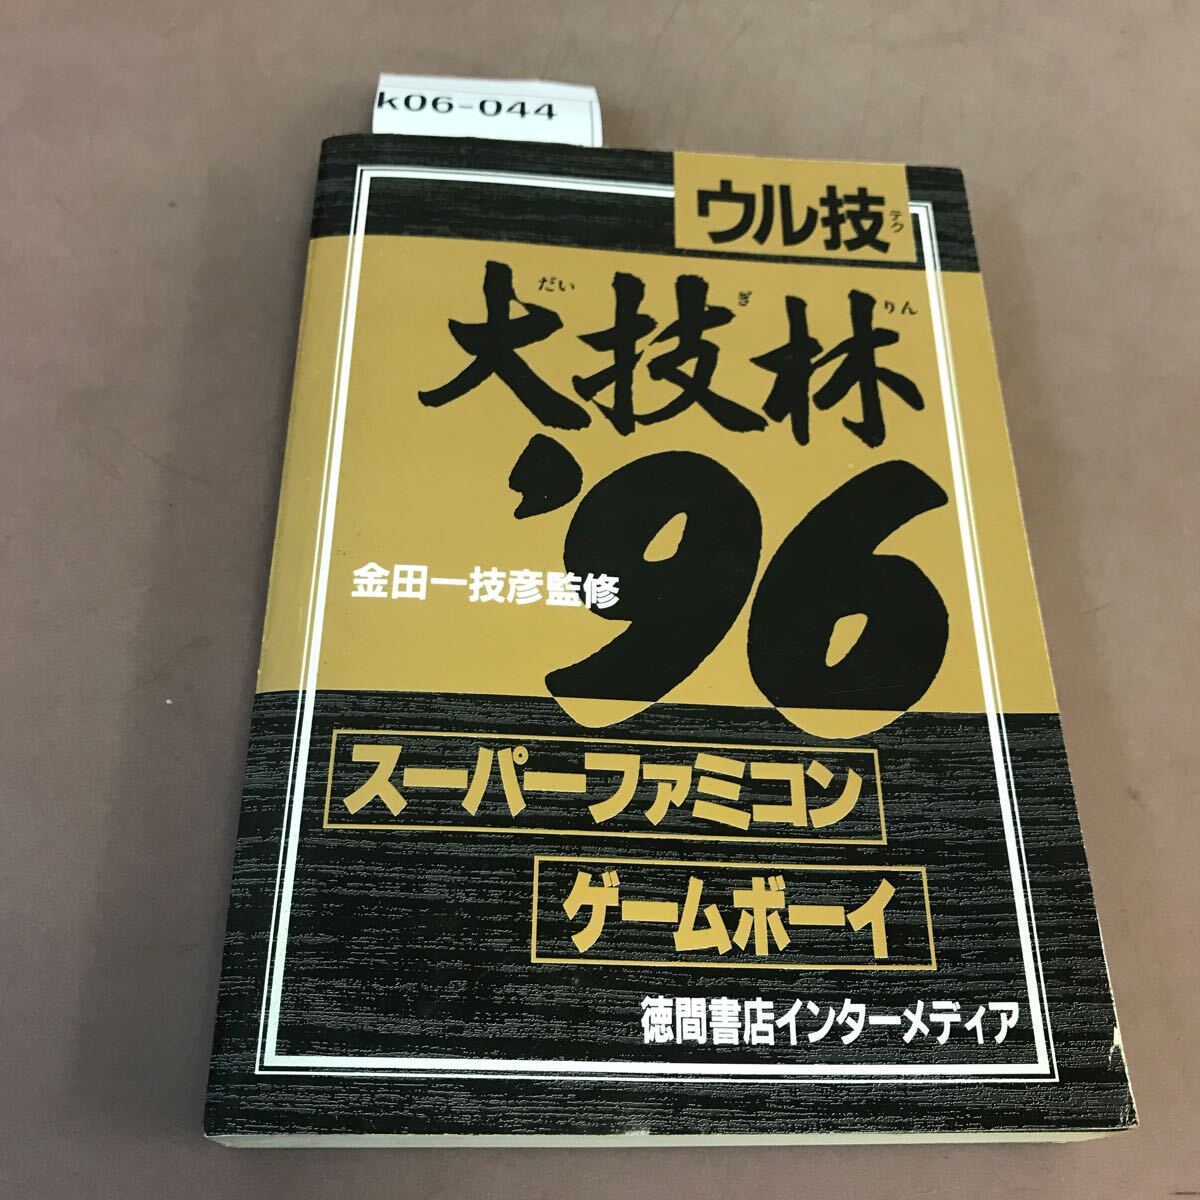 k06-044
ウル技
テク
だい ぎ りん
大技林
'96
金田一技彦監修
スーパーファミコン
ゲームボーイ
徳間書店インターメディア